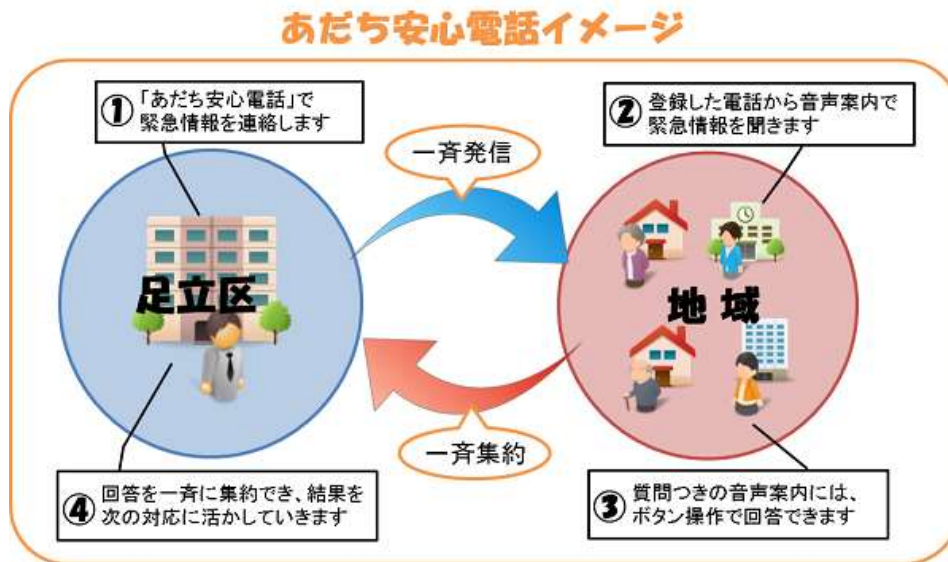 あだち安心電話イメージ
①「あだち安心電話」で
緊急情報を連絡します
一斉発信
②登録した電話から音声案内で
緊急情報を聞きます
足立区
地域
一斉集約
③質問つきの音声案内には、
ボタン操作で回答できます
④回答を一斉に集約でき、結果を
次の対応に活かしていきます